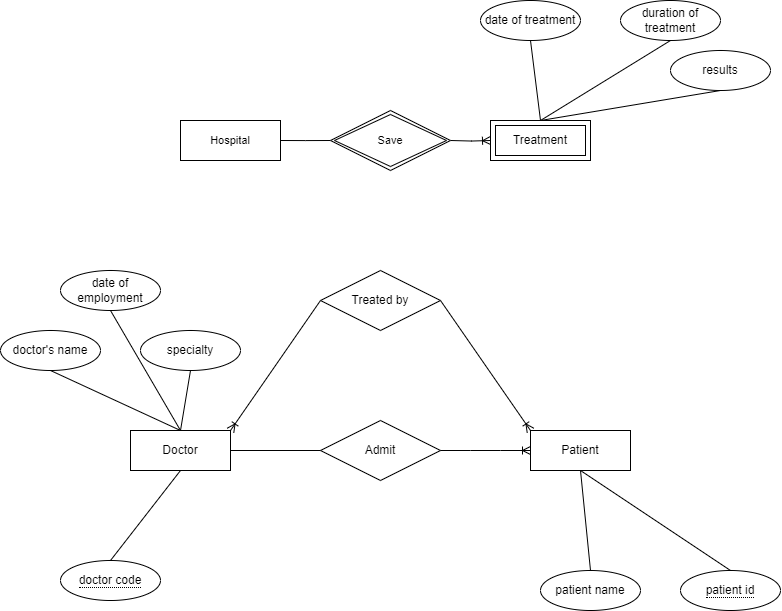 date of treatment
duration of
treatment
results
Hospital
Save
Treatment
date of
employment
Treated by
doctor's name
specialty
Doctor
Admit
Patient
doctor code
patient name
patient id